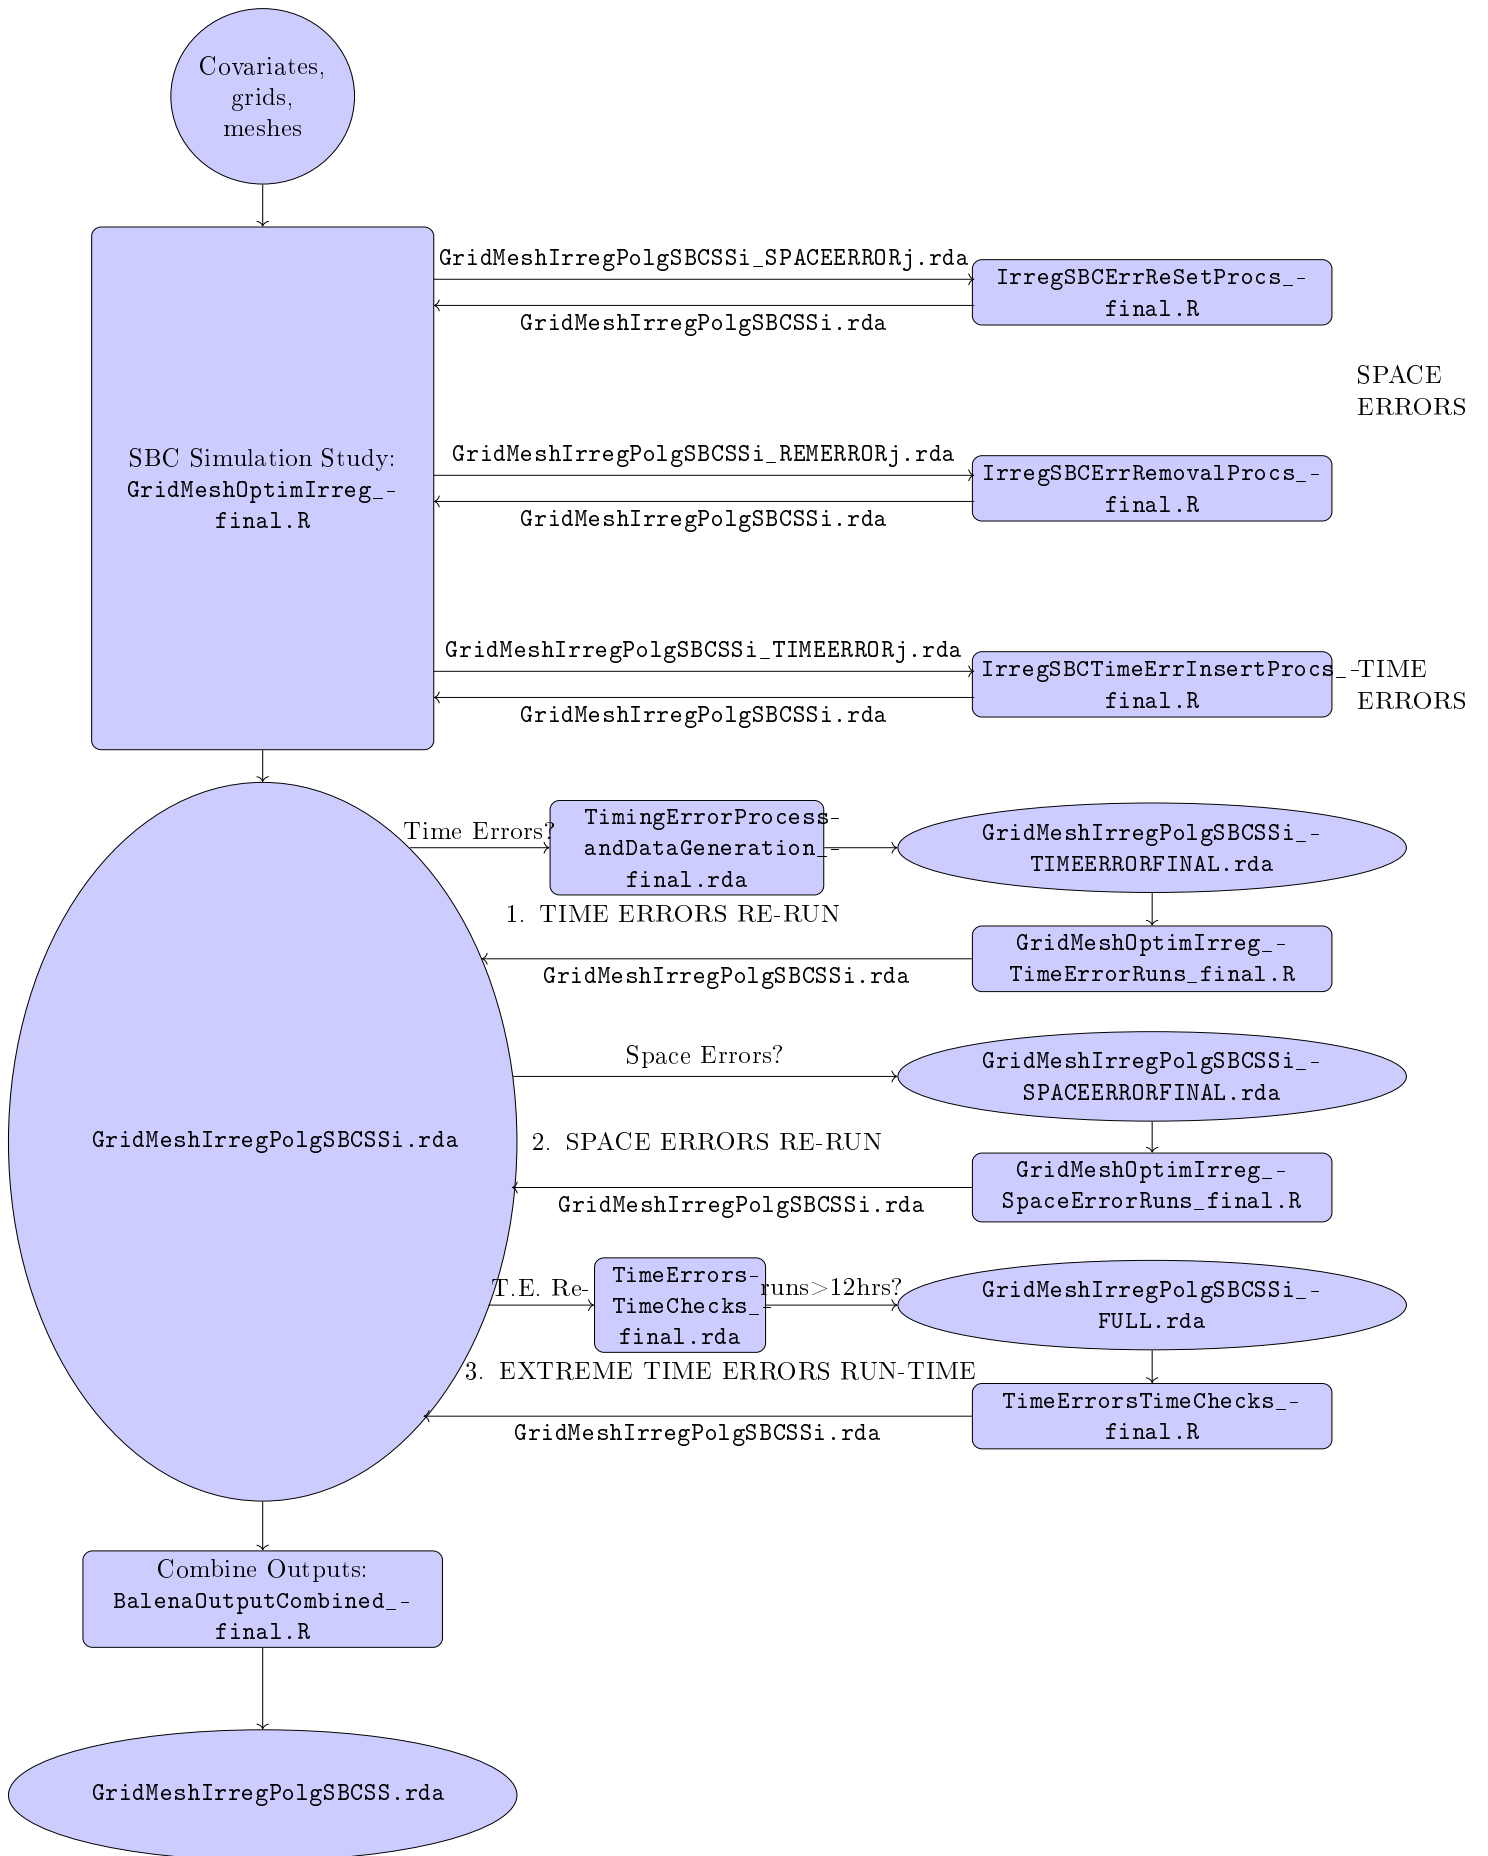 Covariates,
grids,
meshes
GridMeshIrregPolgSBCSSi_SPACEERRORj.rda
IrregSBCErrReSetProcs_-
final.R
GridMeshIrregPolgSBCSSi.rda
SPACE
ERRORS
SBC Simulation Study:
GridMeshOptimIrreg_-
final.R
GridMeshIrregPolgSBCSSi_REMERRORj.rda
IrregSBCErrRemovalProcs_-
final.R
GridMeshIrregPolgSBCSSi.rda
GridMeshIrregPolgSBCSSi_TIMEERRORj.rda
IrregSBCTimeErrInsertProcs_-
final.R
GridMeshIrregPolgSBCSSi.rda
TIME
ERRORS
Time Errors?
TimingErrorProcess-
andDataGeneration_-
final.rda
GridMeshIrregPolgSBCSSi_-
TIMEERRORFINAL.rda
1. TIME ERRORS RE-RUN
GridMeshOptimIrreg_-
TimeErrorRuns_final.R
GridMeshIrregPolgSBCSSi.rda
Space Errors?
GridMeshIrregPolgSBCSSi_-
SPACEERRORFINAL.rda
GridMeshIrregPolgSBCSSi.rda
2. SPACE ERRORS RE-RUN
GridMeshOptimIrreg_-
SpaceErrorRuns_final.R
GridMeshIrregPolgSBCSSi.rda
T.E. Re-
TimeErrors-
TimeChecks_-
final.rda
runs>12hrs?
GridMeshIrregPolgSBCSSi_-
FULL.rda
3. EXTREME TIME ERRORS RUN-TIME
TimeErrorsTimeChecks_-
final.R
GridMeshIrregPolgSBCSSi.rda
Combine Outputs:
BalenaOutputCombined_-
final.R
GridMeshIrregPolgSBCSS.rda